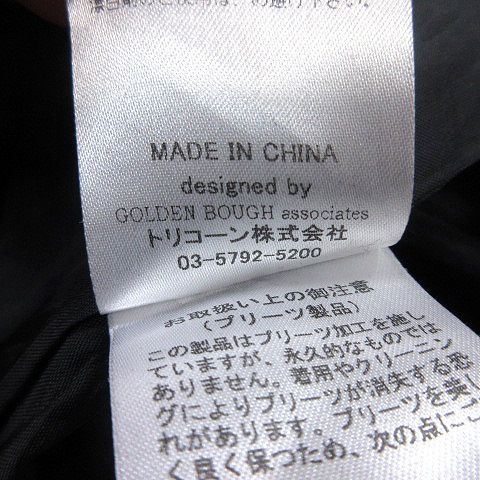 MADE IN CHINA
designed by
GOLDEN BOUGH associates
トリコーン株式会社
03-5792-5200
お取扱い上の御注意
(プリーツ製品)
この製品はプリーツ加工を施し
ていますが、永久的なものでは
ありません。着用やクリーニン
グによりプリーツが消失する恐
れがあります。プリーツを美し
く良く保つため、次の点にご